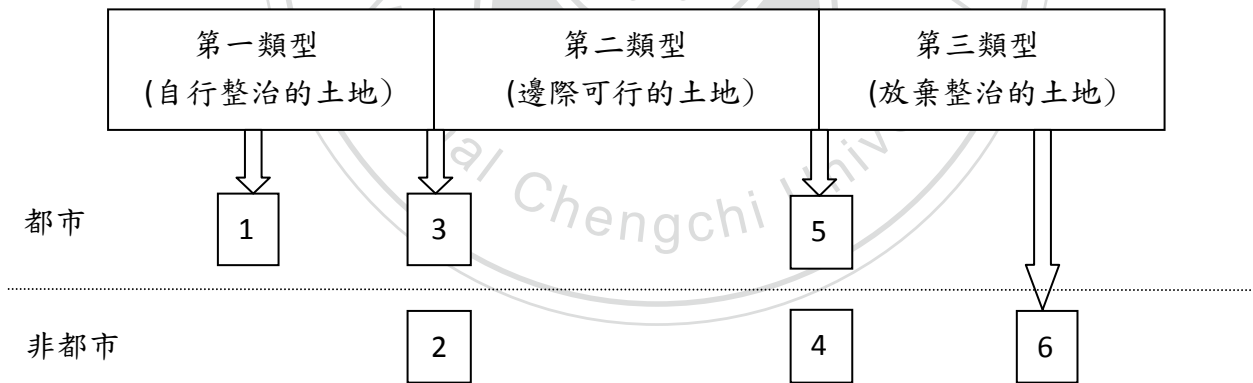 第一類型
(自行整治的土地)
第二類型
(邊際可行的土地)
第三類型
(放棄整治的土地)
都市
1
3
5
非都市
2
4
6
Chengchi